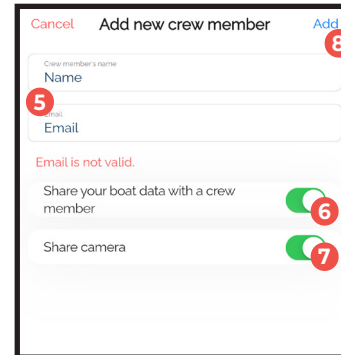 Cancel Add new crew member Add
8
Crew member's name
Name
5
Email
Email
Email is not valid.
Share your boat data with a crew
member
6
Share camera
7